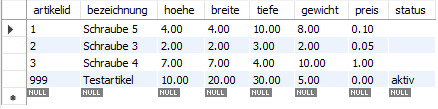 artikelid bezeichnung hoehe breite tiefe gewicht preis status
1 Schraube 5 4.00 4.00 10.00 8.00 0.10
2 Schraube 3 2.00 2.00 3.00 2.00 0.05
3 Schraube 4 7.00 7.00 4.00 10.00 1.00
999 Testartikel 10.00 20.00 30.00 5.00 0.00 aktiv
NULL NULL NULL NULL NULL NULL NULL NULL